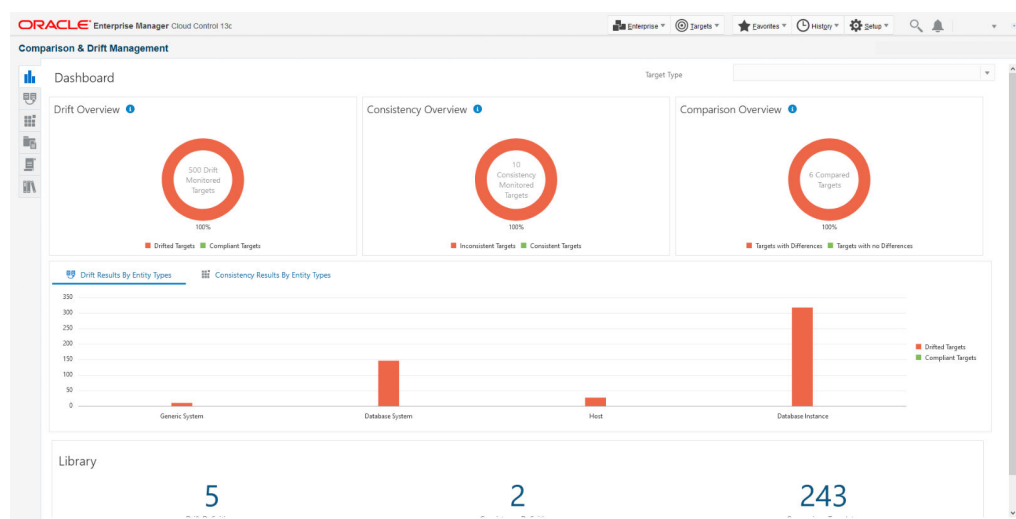 ORACLE Enterprise Manager Cloud Control 13c
Enterprise
Targets
Favorites
History
Setup
Comparison & Drift Management
Dashboard
Target Type
Drift Overview
500 Drift
Monitored
Targets
100%
Drifted Targets
Compliant Targets
Consistency Overview
10
Consistency
Monitored
Targets
100%
Inconsistent Targets
Consistent Targets
Comparison Overview
6 Compared
Targets
100%
Targets with Differences
Targets with no Differences
Drift Results By Entity Types
Consistency Results By Entity Types
350
300
250
200
150
100
50
0
Generic System
Database System
Host
Database Instance
Drifted Targets
Compliant Targets
Library
5
2
243